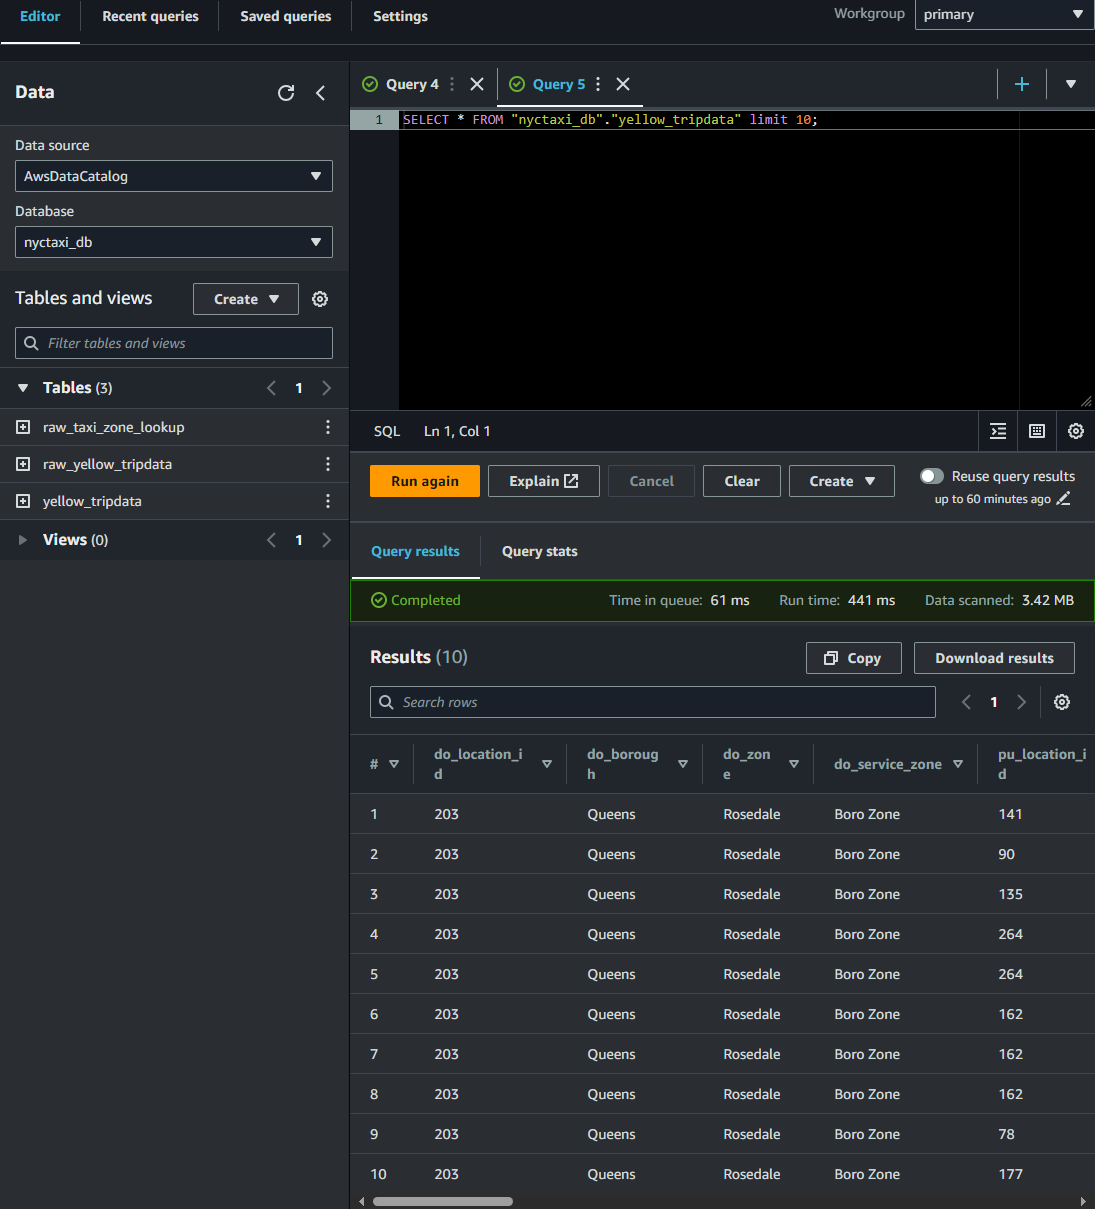 Editor Recent queries Saved queries Settings Workgroup primary
Data
Data source
AwsDataCatalog
Database
nyctaxi_db
Tables and views Create
Filter tables and views
Tables (3) 1
raw_taxi_zone_lookup
raw_yellow_tripdata
yellow_tripdata
Views (0) 1
Query 4 Query 5
1 SELECT * FROM "nyctaxi_db"."yellow_tripdata" limit 10;
SQL Ln 1, Col 1
Run again Explain Cancel Clear Create Reuse query results
up to 60 minutes ago
Query results Query stats
Completed Time in queue: 61 ms Run time: 441 ms Data scanned: 3.42 MB
Results (10) Copy Download results
Search rows 1
# do_location_id do_borough do_zone do_service_zone pu_location_id
1 203 Queens Rosedale Boro Zone 141
2 203 Queens Rosedale Boro Zone 90
3 203 Queens Rosedale Boro Zone 135
4 203 Queens Rosedale Boro Zone 264
5 203 Queens Rosedale Boro Zone 264
6 203 Queens Rosedale Boro Zone 162
7 203 Queens Rosedale Boro Zone 162
8 203 Queens Rosedale Boro Zone 162
9 203 Queens Rosedale Boro Zone 78
10 203 Queens Rosedale Boro Zone 177